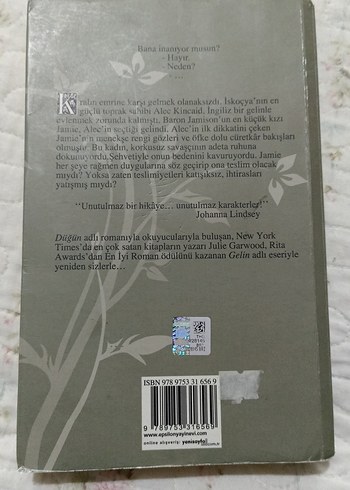 Bana inanıyor musun?
- Hayır.
- Neden?
- ...
Kralın emrine karşı gelmek olanaksızdı. İskoçya'nın en
güçlü toprak sahibi Alec Kincaid, İngiliz bir gelinle
evlenmek zorunda kalmıştı. Baron Jamison'un en küçük kızı
Jamie, Alec'in seçtiği gelindi. Alec'in ilk dikkatini çeken
Jamie'nin menekşe rengi gözleri ve öfke dolu cüretkâr bakışları
olmuştu. Bu kadın, korkusuz savaşçının adeta ruhuna
dokunuyordu. Şehvetiyle onun bedenini kavuruyordu. Jamie
her şeye rağmen duygularına söz geçirip ona teslim olacak
mıydı? Yoksa zaten teslimiyetleri katışıksız, ihtirasları
yatışmış mıydı?
"Unutulmaz bir hikâye... unutulmaz karakterler!"
Johanna Lindsey
Düğün adlı romanıyla okuyucularıyla buluşan, New York
Times'da en çok satan kitapların yazarı Julie Garwood, Rita
Awards'dan En İyi Roman ödülünü kazanan Gelin adlı eseriyle
yeniden sizlerle...
ISBN 978 9753 31 656 9
9 789753 316569
www.epsilonyayinevi.com
online alışveriş: